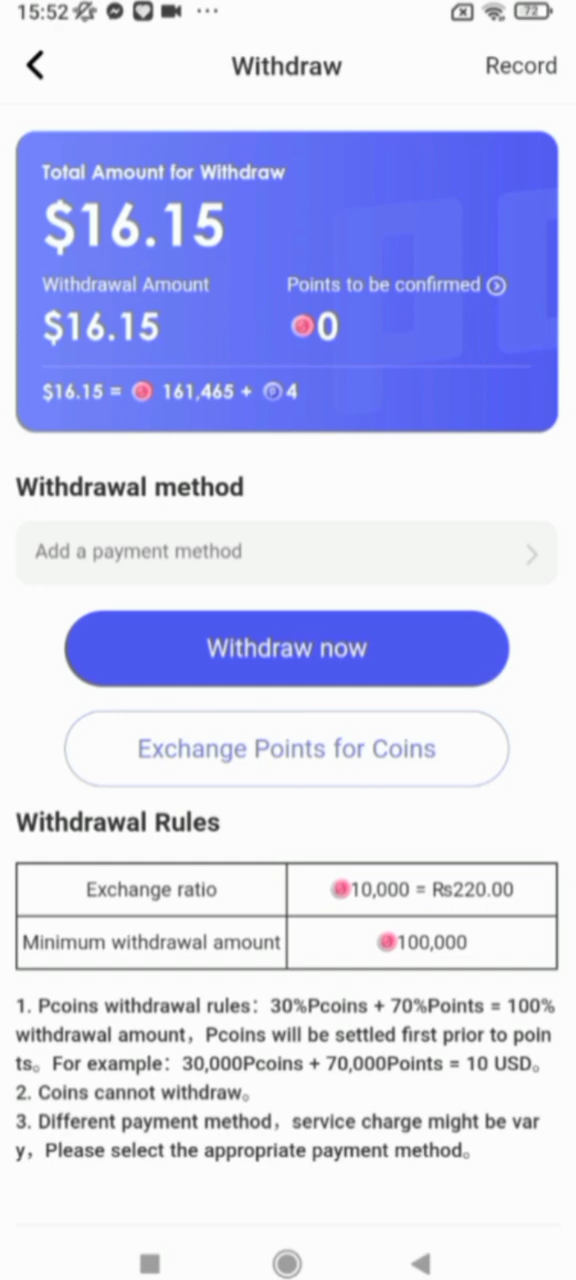 15:52
72
Withdraw
Record
Total Amount for Withdraw
$16.15
Withdrawal Amount
Points to be confirmed
$16.15
0
$16.15 = 161,465 + 4
Withdrawal method
Add a payment method
Withdraw now
Exchange Points for Coins
Withdrawal Rules
Exchange ratio
10,000 = ₨220.00
Minimum withdrawal amount
100,000
1. Pcoins withdrawal rules：30%Pcoins + 70%Points = 100%
withdrawal amount，Pcoins will be settled first prior to poin
ts。For example：30,000Pcoins + 70,000Points = 10 USD。
2. Coins cannot withdraw。
3. Different payment method，service charge might be var
y，Please select the appropriate payment method。